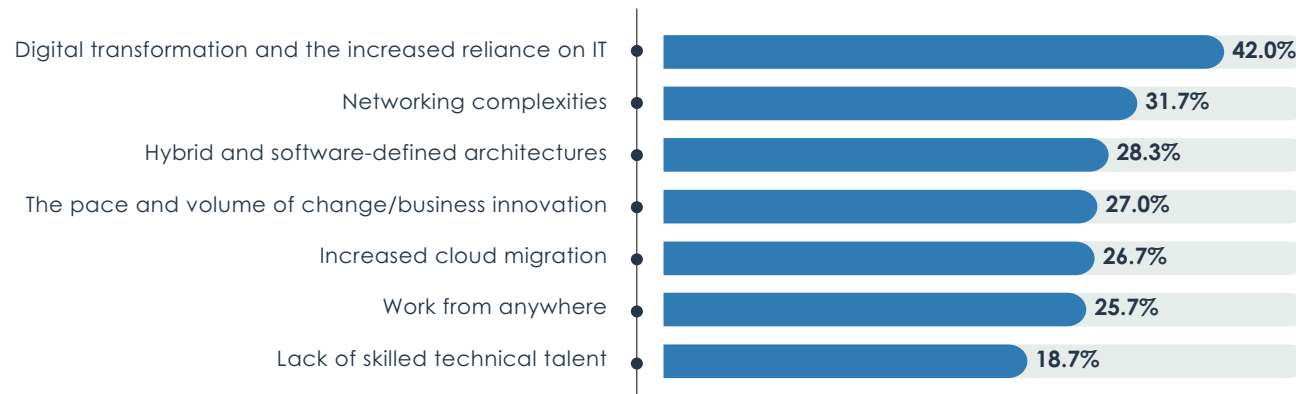 Digital transformation and the increased reliance on IT 42.0%
Networking complexities 31.7%
Hybrid and software-defined architectures 28.3%
The pace and volume of change/business innovation 27.0%
Increased cloud migration 26.7%
Work from anywhere 25.7%
Lack of skilled technical talent 18.7%